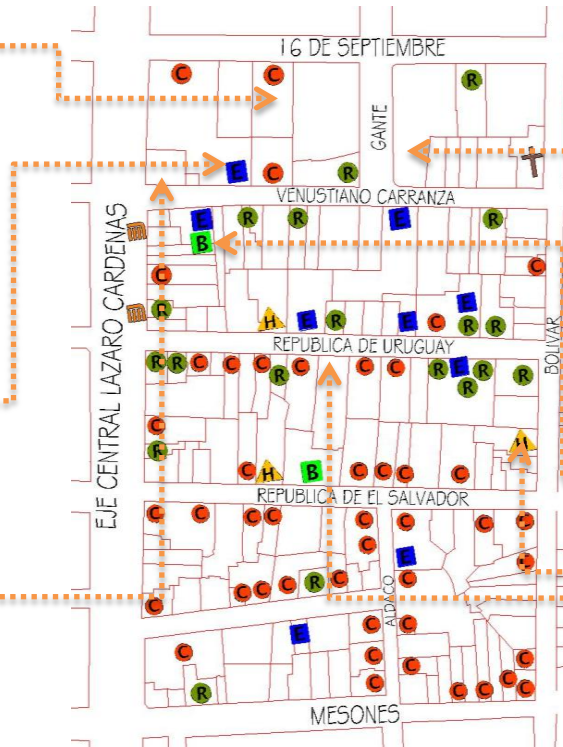 16 DE SEPTIEMBRE
C C R
GANTE
E C R
VENUSTIANO CARRANZA
EJE CENTRAL LAZARO CARDENAS
E R R E R
B
C C
E
R H E R E C R R
REPUBLICA DE URUGUAY
BOLIVAR
R R C C C C C C R E R R
R R
C
R H
C H B C C C C
REPUBLICA DE EL SALVADOR
C C C C C C C C
C
E C
C C C R C C
ALDACO
C
E C C
C C C C
R C C C C C
MESONES